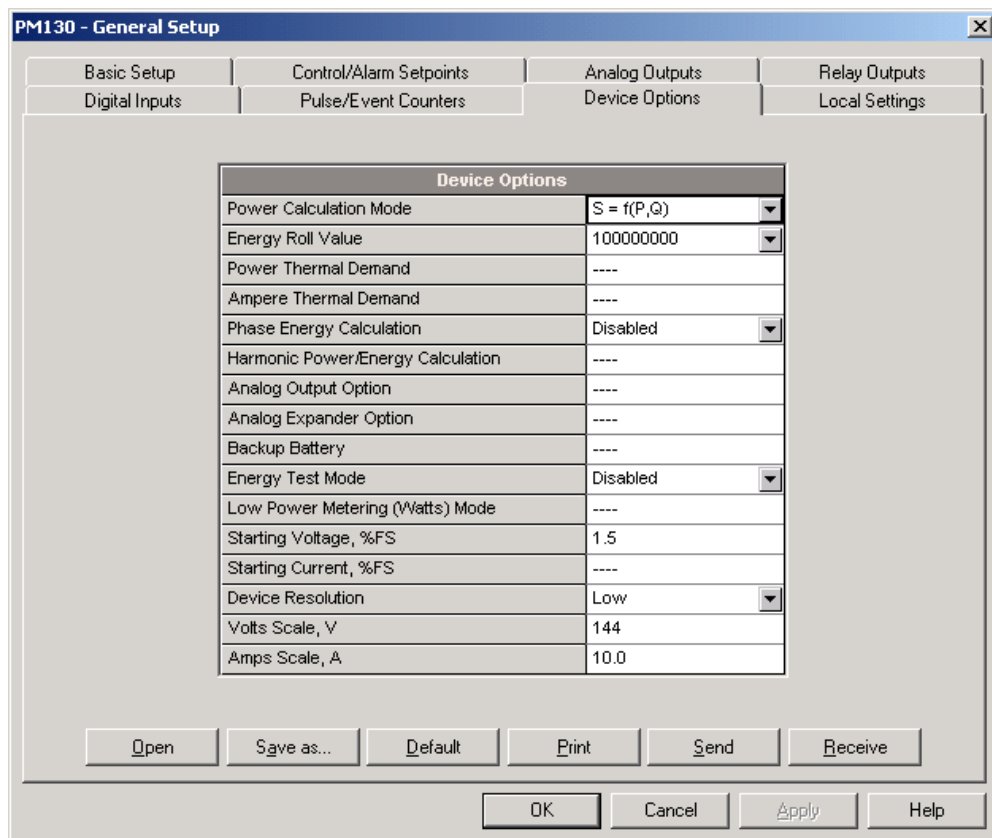 PM130 - General Setup
Basic Setup
Control/Alarm Setpoints
Analog Outputs
Relay Outputs
Digital Inputs
Pulse/Event Counters
Device Options
Local Settings
Device Options
Power Calculation Mode S = f(P,Q)
Energy Roll Value 100000000
Power Thermal Demand ----
Ampere Thermal Demand ----
Phase Energy Calculation Disabled
Harmonic Power/Energy Calculation ----
Analog Output Option ----
Analog Expander Option ----
Backup Battery ----
Energy Test Mode Disabled
Low Power Metering (Watts) Mode ----
Starting Voltage, %FS 1.5
Starting Current, %FS ----
Device Resolution Low
Volts Scale, V 144
Amps Scale, A 10.0
Open
Save as...
Default
Print
Send
Receive
OK
Cancel
Apply
Help